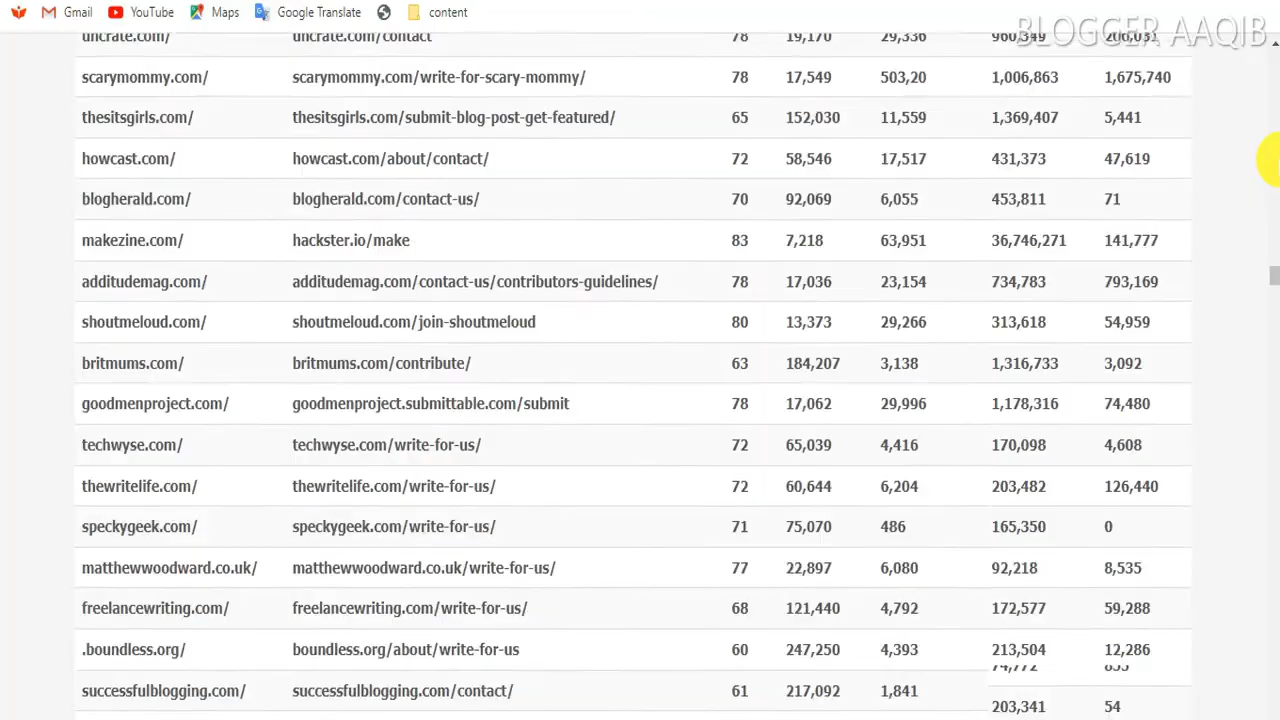 Gmail YouTube Maps Google Translate content
BLOGGER AAQIB
uncrate.com/ uncrate.com/contact 78 19,170 29,336 960,349 206,031
scarymommy.com/ scarymommy.com/write-for-scary-mommy/ 78 17,549 503,20 1,006,863 1,675,740
thesitsgirls.com/ thesitsgirls.com/submit-blog-post-get-featured/ 65 152,030 11,559 1,369,407 5,441
howcast.com/ howcast.com/about/contact/ 72 58,546 17,517 431,373 47,619
blogherald.com/ blogherald.com/contact-us/ 70 92,069 6,055 453,811 71
makezine.com/ hackster.io/make 83 7,218 63,951 36,746,271 141,777
additudemag.com/ additudemag.com/contact-us/contributors-guidelines/ 78 17,036 23,154 734,783 793,169
shoutmeloud.com/ shoutmeloud.com/join-shoutmeloud 80 13,373 29,266 313,618 54,959
britmums.com/ britmums.com/contribute/ 63 184,207 3,138 1,316,733 3,092
goodmenproject.com/ goodmenproject.submittable.com/submit 78 17,062 29,996 1,178,316 74,480
techwyse.com/ techwyse.com/write-for-us/ 72 65,039 4,416 170,098 4,608
thewritelife.com/ thewritelife.com/write-for-us/ 72 60,644 6,204 203,482 126,440
speckygeek.com/ speckygeek.com/write-for-us/ 71 75,070 486 165,350 0
matthewwoodward.co.uk/ matthewwoodward.co.uk/write-for-us/ 77 22,897 6,080 92,218 8,535
freelancewriting.com/ freelancewriting.com/write-for-us/ 68 121,440 4,792 172,577 59,288
.boundless.org/ boundless.org/about/write-for-us 60 247,250 4,393 213,504 12,286
successfulblogging.com/ successfulblogging.com/contact/ 61 217,092 1,841
203,341 54